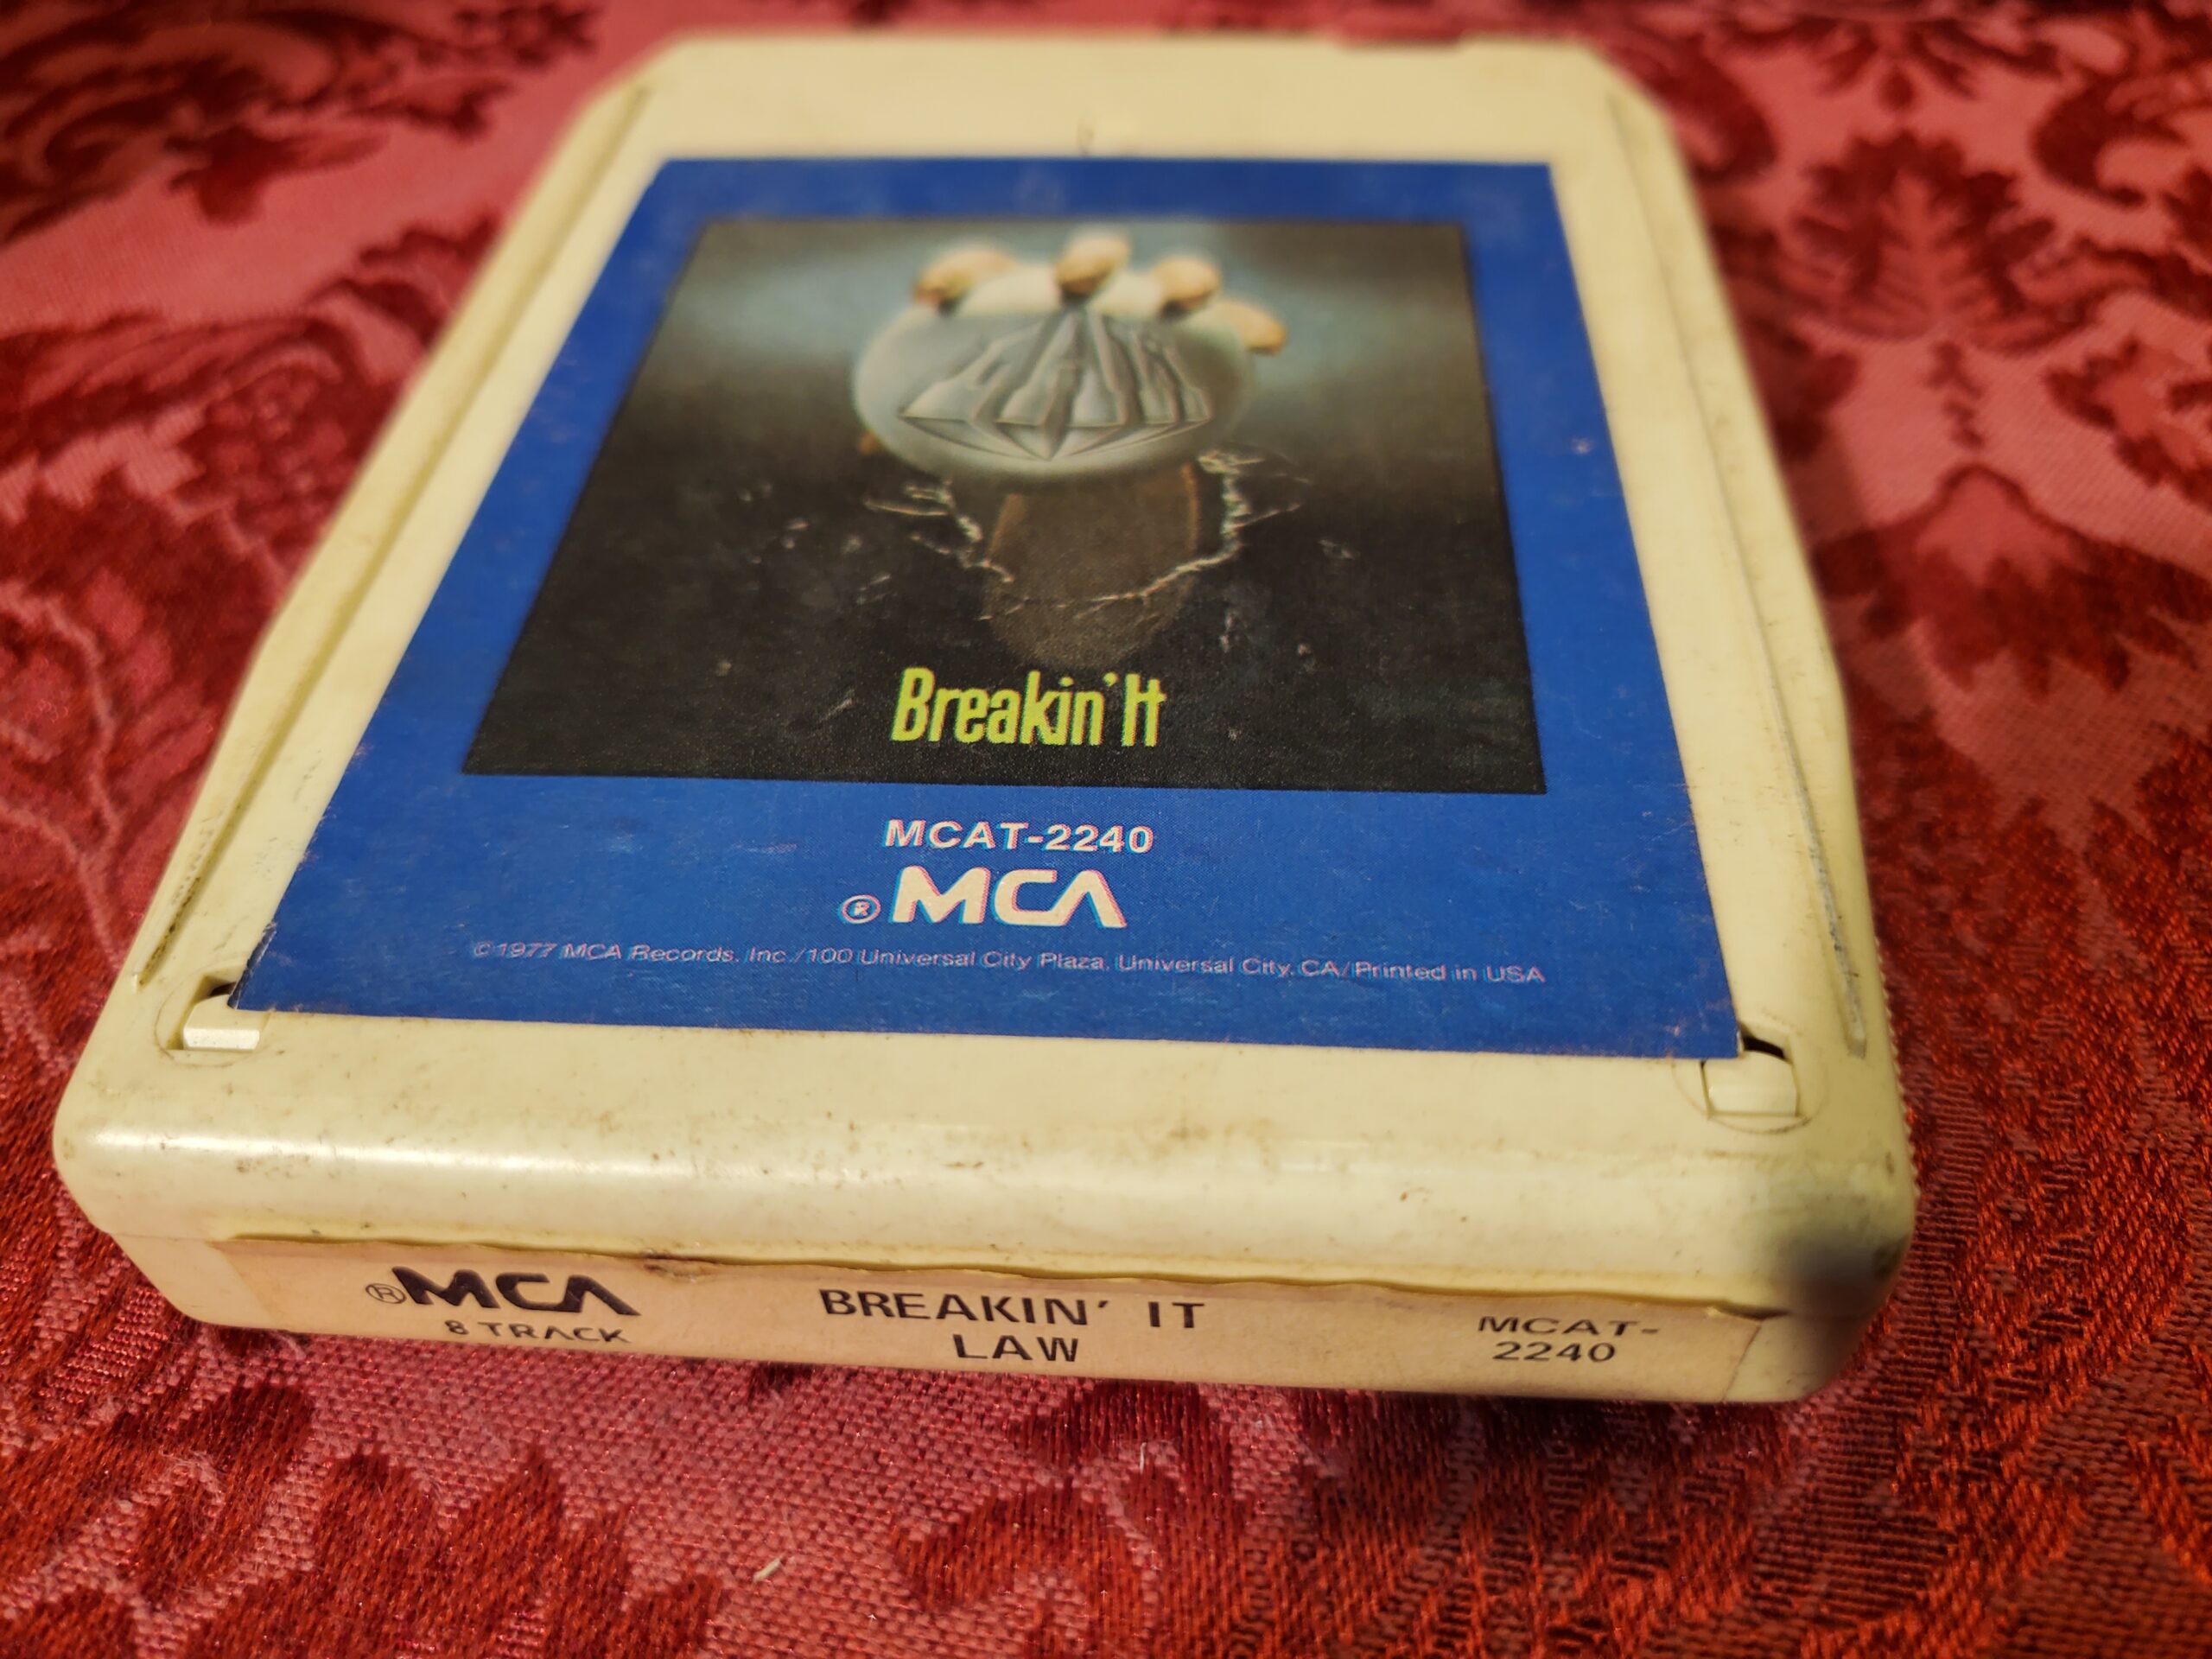 LAW
Breakin' It
MCAT-2240
® MCA
©1977 MCA Records, Inc./100 Universal City Plaza, Universal City, CA/Printed in USA
® MCA
8 TRACK
BREAKIN' IT
LAW
MCAT-
2240